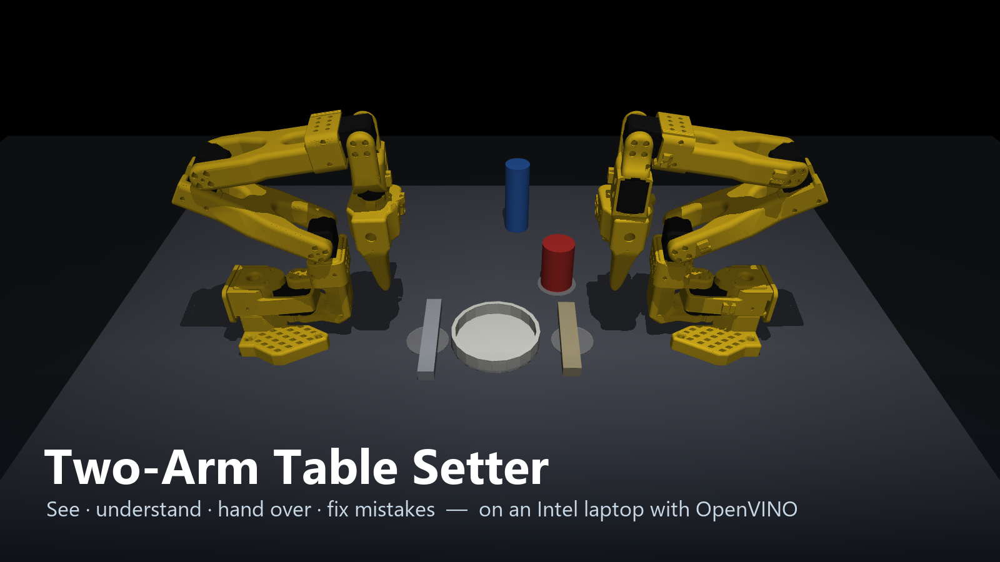 Two-Arm Table Setter
See · understand · hand over · fix mistakes — on an Intel laptop with OpenVINO